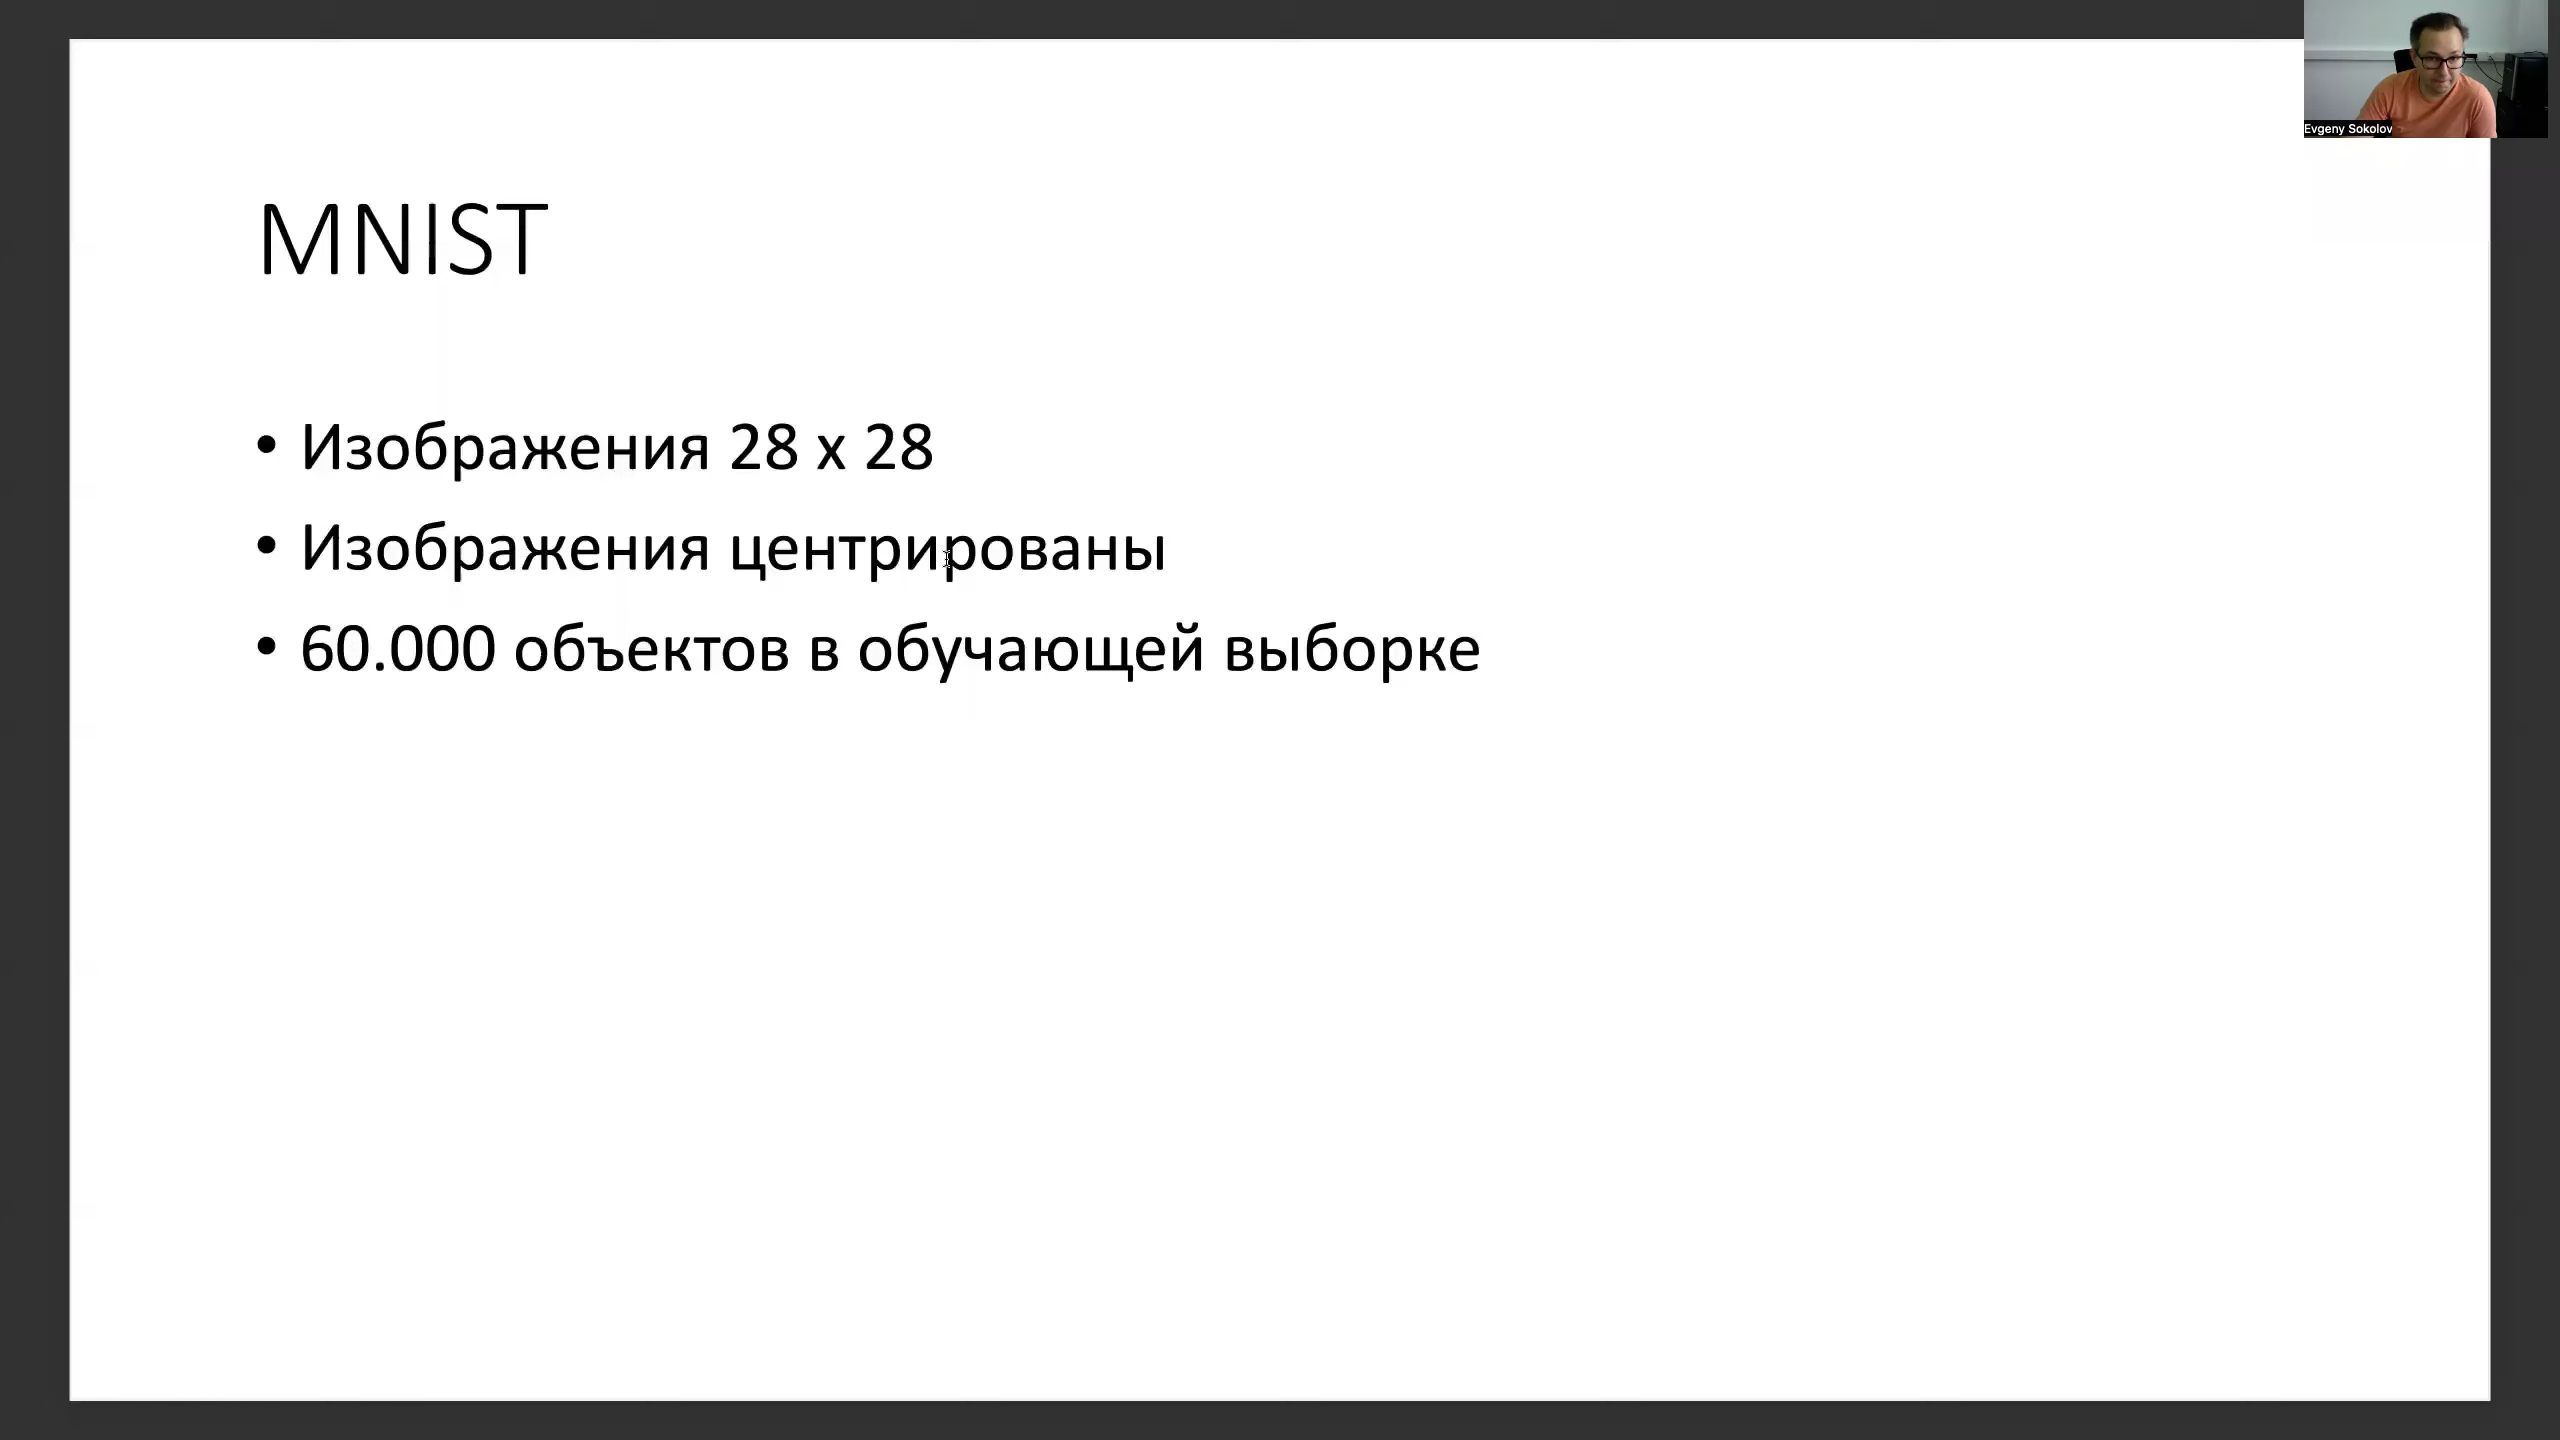 Evgeny Sokolov
MNIST
• Изображения 28 x 28
• Изображения центрированы
• 60.000 объектов в обучающей выборке